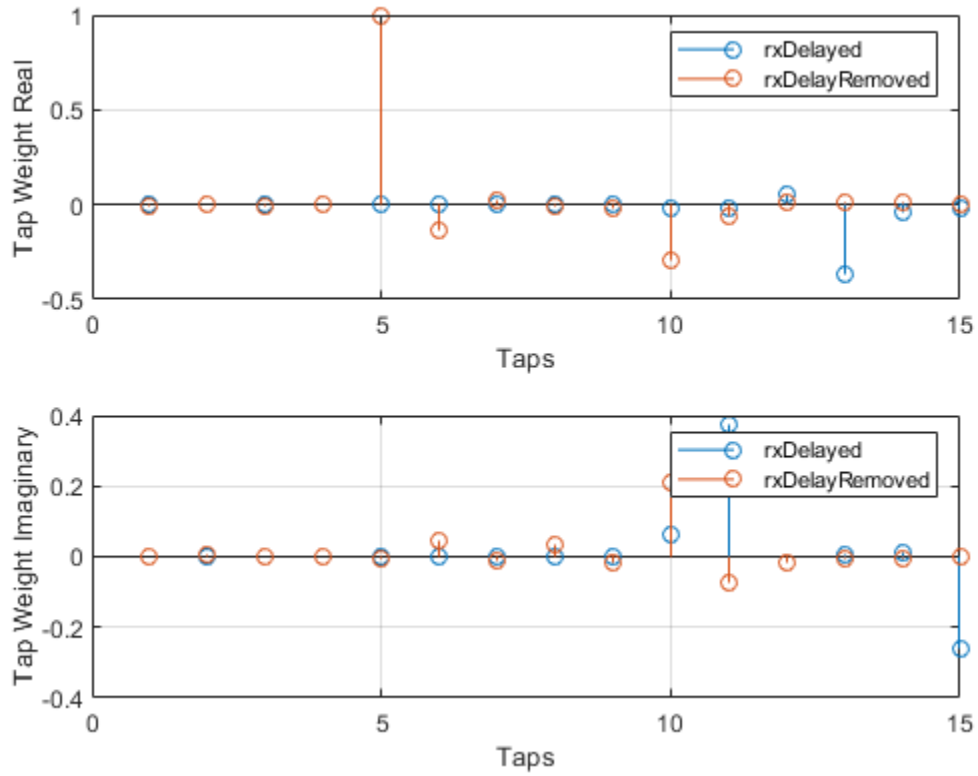 1
0.5
0
-0.5
Tap Weight Real
rxDelayed
rxDelayRemoved
0
5
10
15
Taps
0.4
0.2
0
-0.2
-0.4
Tap Weight Imaginary
rxDelayed
rxDelayRemoved
0
5
10
15
Taps